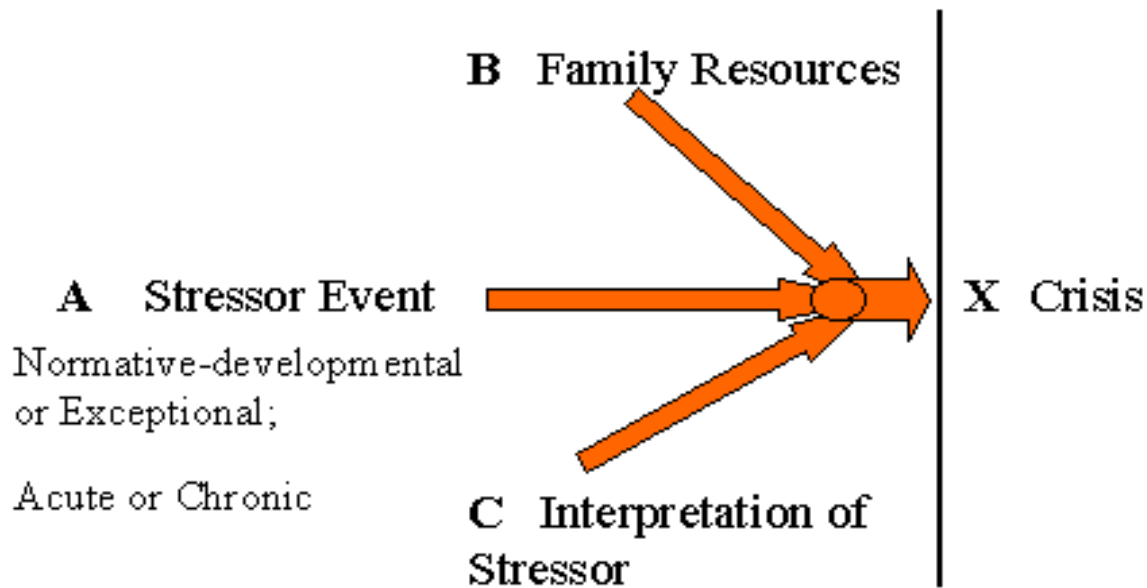 B Family Resources
A Stressor Event
X Crisis
Normative-developmental
or Exceptional;
Acute or Chronic
C Interpretation of
Stressor